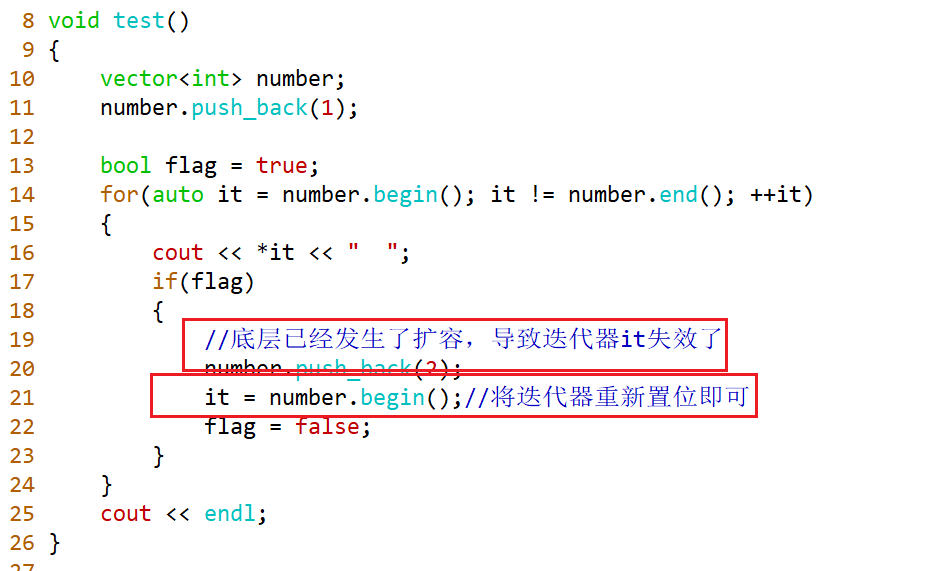 8 void test()
9 {
10     vector<int> number;
11     number.push_back(1);
12
13     bool flag = true;
14     for(auto it = number.begin(); it != number.end(); ++it)
15     {
16         cout << *it << "  ";
17         if(flag)
18         {
19             //底层已经发生了扩容，导致迭代器it失效了
20             number.push_back(2);
21             it = number.begin();//将迭代器重新置位即可
22             flag = false;
23         }
24     }
25     cout << endl;
26 }
27